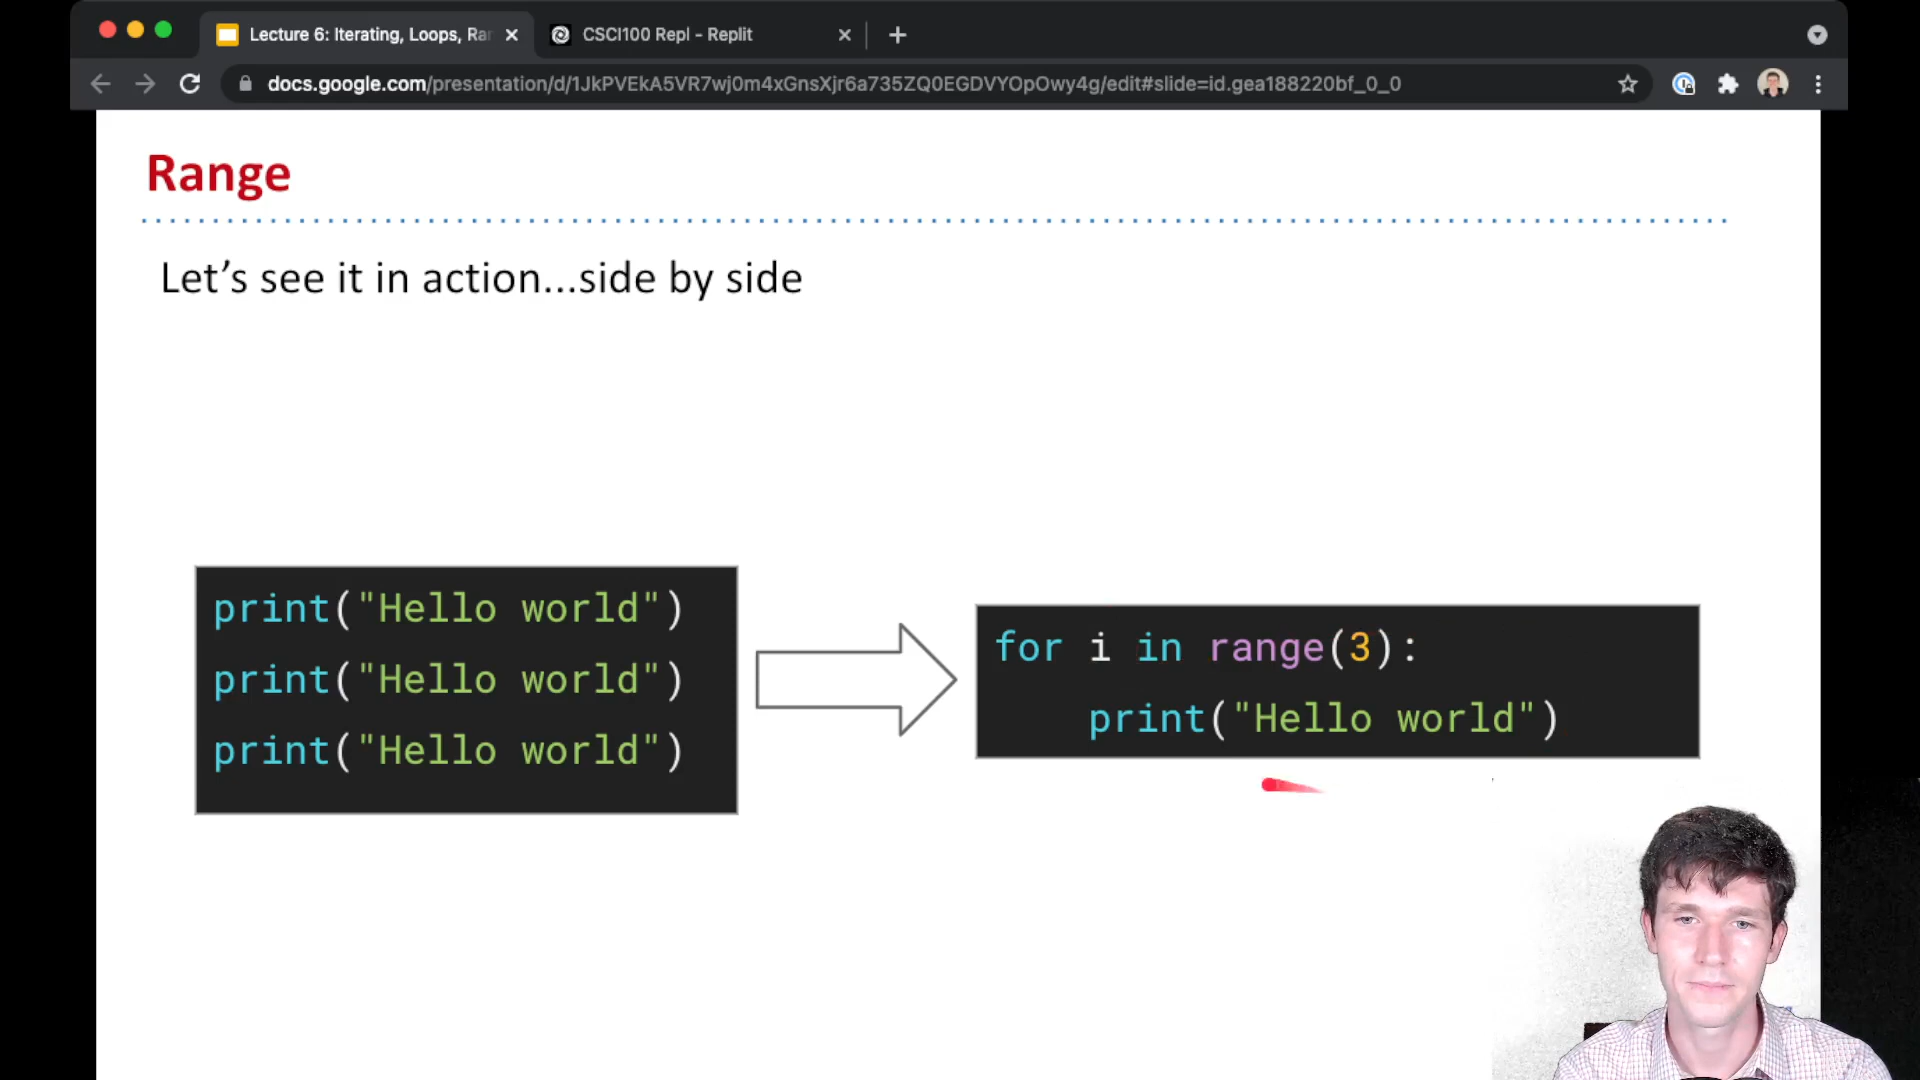 Lecture 6: Iterating, Loops, Ra
CSCI100 Repl - Replit
docs.google.com/presentation/d/1JkPVEkA5VR7wj0m4xGnsXjr6a735ZQ0EGDVYOpOwy4g/edit#slide=id.gea188220bf_0_0
Range
Let's see it in action...side by side
print("Hello world")
print("Hello world")
print("Hello world")
for i in range(3):
print("Hello world")